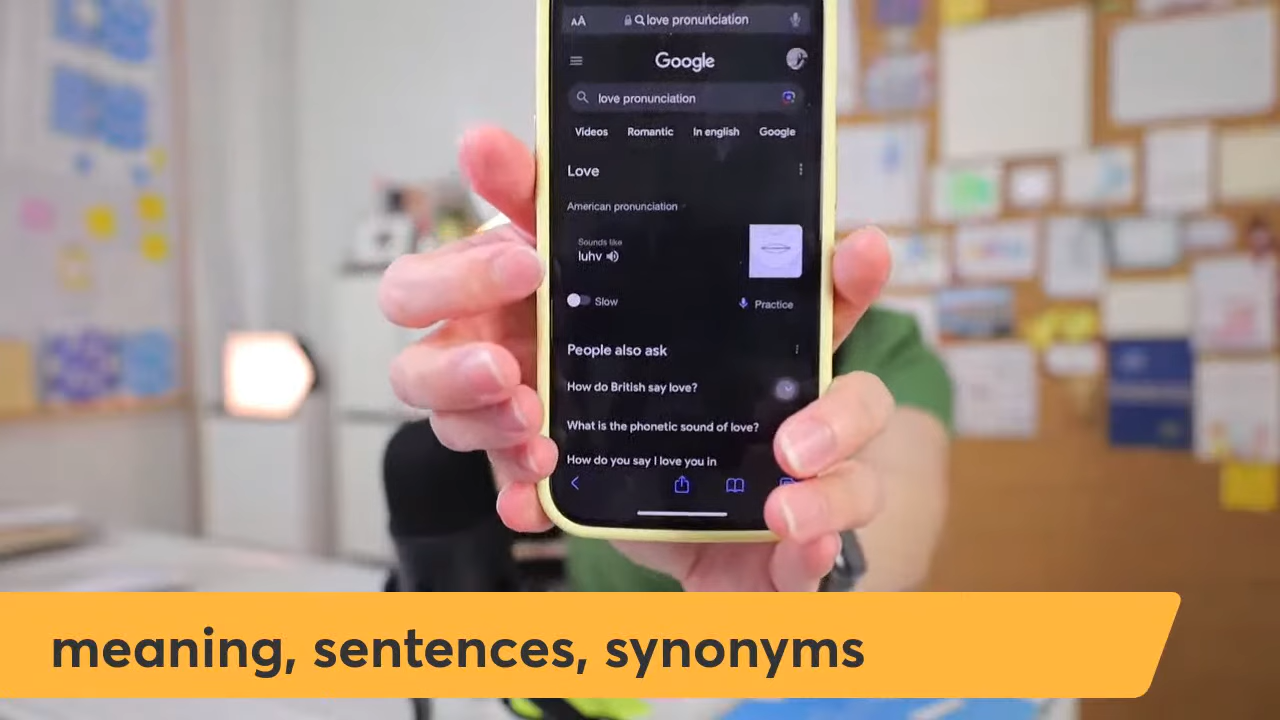 AA love pronunciation
Google
love pronunciation
Videos Romantic In english Google
Love
American pronunciation
Sounds like
luhv
Slow Practice
People also ask
How do British say love?
What is the phonetic sound of love?
How do you say I love you in
meaning, sentences, synonyms